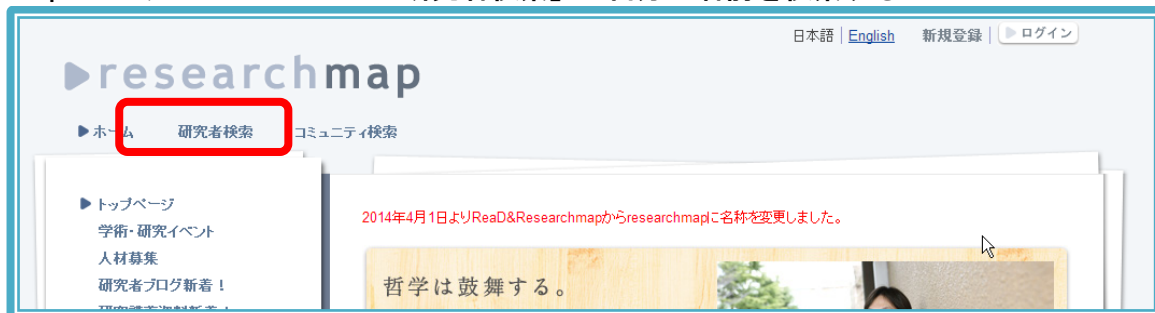 日本語 | English 新規登録 | ログイン
researchmap
ホーム 研究者検索 コミュニティ検索
トップページ
学術・研究イベント
人材募集
研究者ブログ新着！
2014年4月1日よりReaD&Researchmapからresearchmapに名称を変更しました。
哲学は鼓舞する。